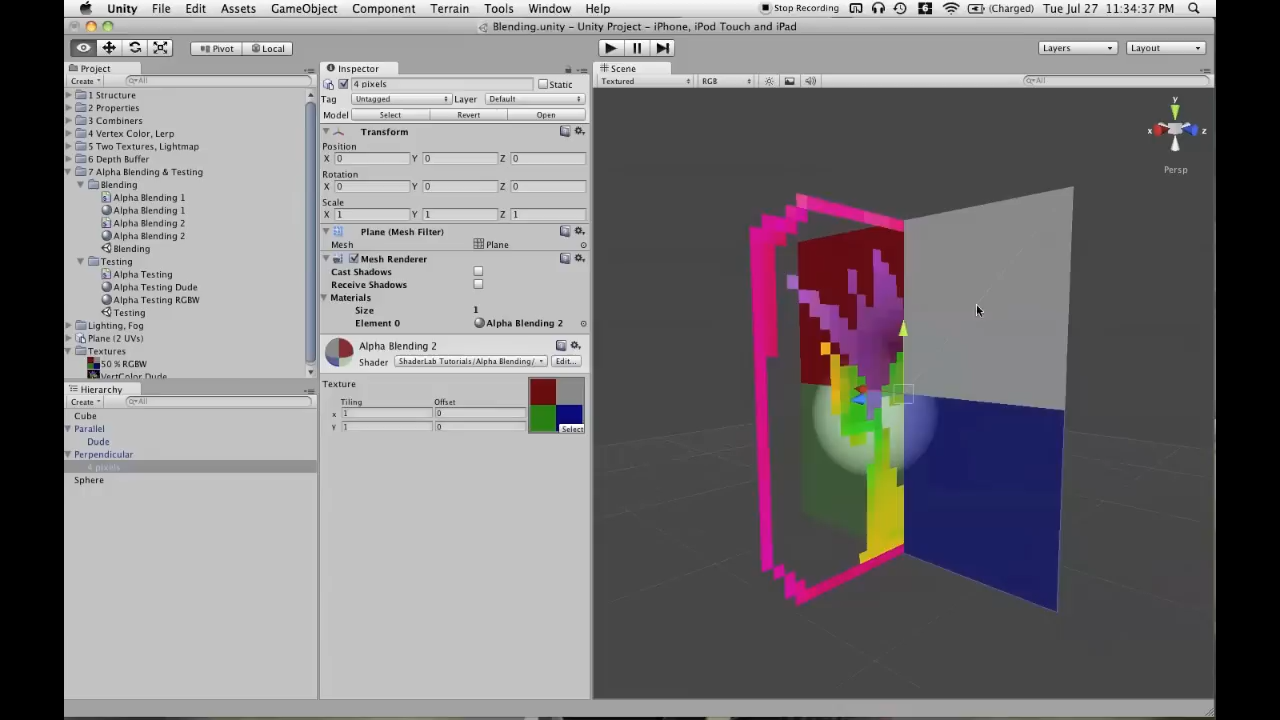 Unity File Edit Assets GameObject Component Terrain Tools Window Help Stop Recording 6 (Charged) Tue Jul 27 11:34:37 PM
Blending.unity – Unity Project – iPhone, iPod Touch and iPad
Pivot Local Layers Layout
Project
Create All
1 Structure
2 Properties
3 Combiners
4 Vertex Color, Lerp
5 Two Textures, Lightmap
6 Depth Buffer
7 Alpha Blending & Testing
Blending
Alpha Blending 1
Alpha Blending 1
Alpha Blending 2
Alpha Blending 2
Blending
Testing
Alpha Testing
Alpha Testing Dude
Alpha Testing RGBW
Testing
Lighting, Fog
Plane (2 UVs)
Textures
50 % RGBW
VertColor Dude
Hierarchy
Create All
Cube
Parallel
Dude
Perpendicular
4 pixels
Sphere
Inspector
4 pixels Static
Tag Untagged Layer Default
Model Select Revert Open
Transform
Position
X 0 Y 0 Z 0
Rotation
X 0 Y 0 Z 0
Scale
X 1 Y 1 Z 1
Plane (Mesh Filter)
Mesh Plane
Mesh Renderer
Cast Shadows
Receive Shadows
Materials
Size 1
Element 0 Alpha Blending 2
Alpha Blending 2
Shader ShaderLab Tutorials/Alpha Blending/ Edit...
Texture
Tiling Offset
x 1 0
y 1 0
Select
Scene
Textured RGB All
y
x z
Persp